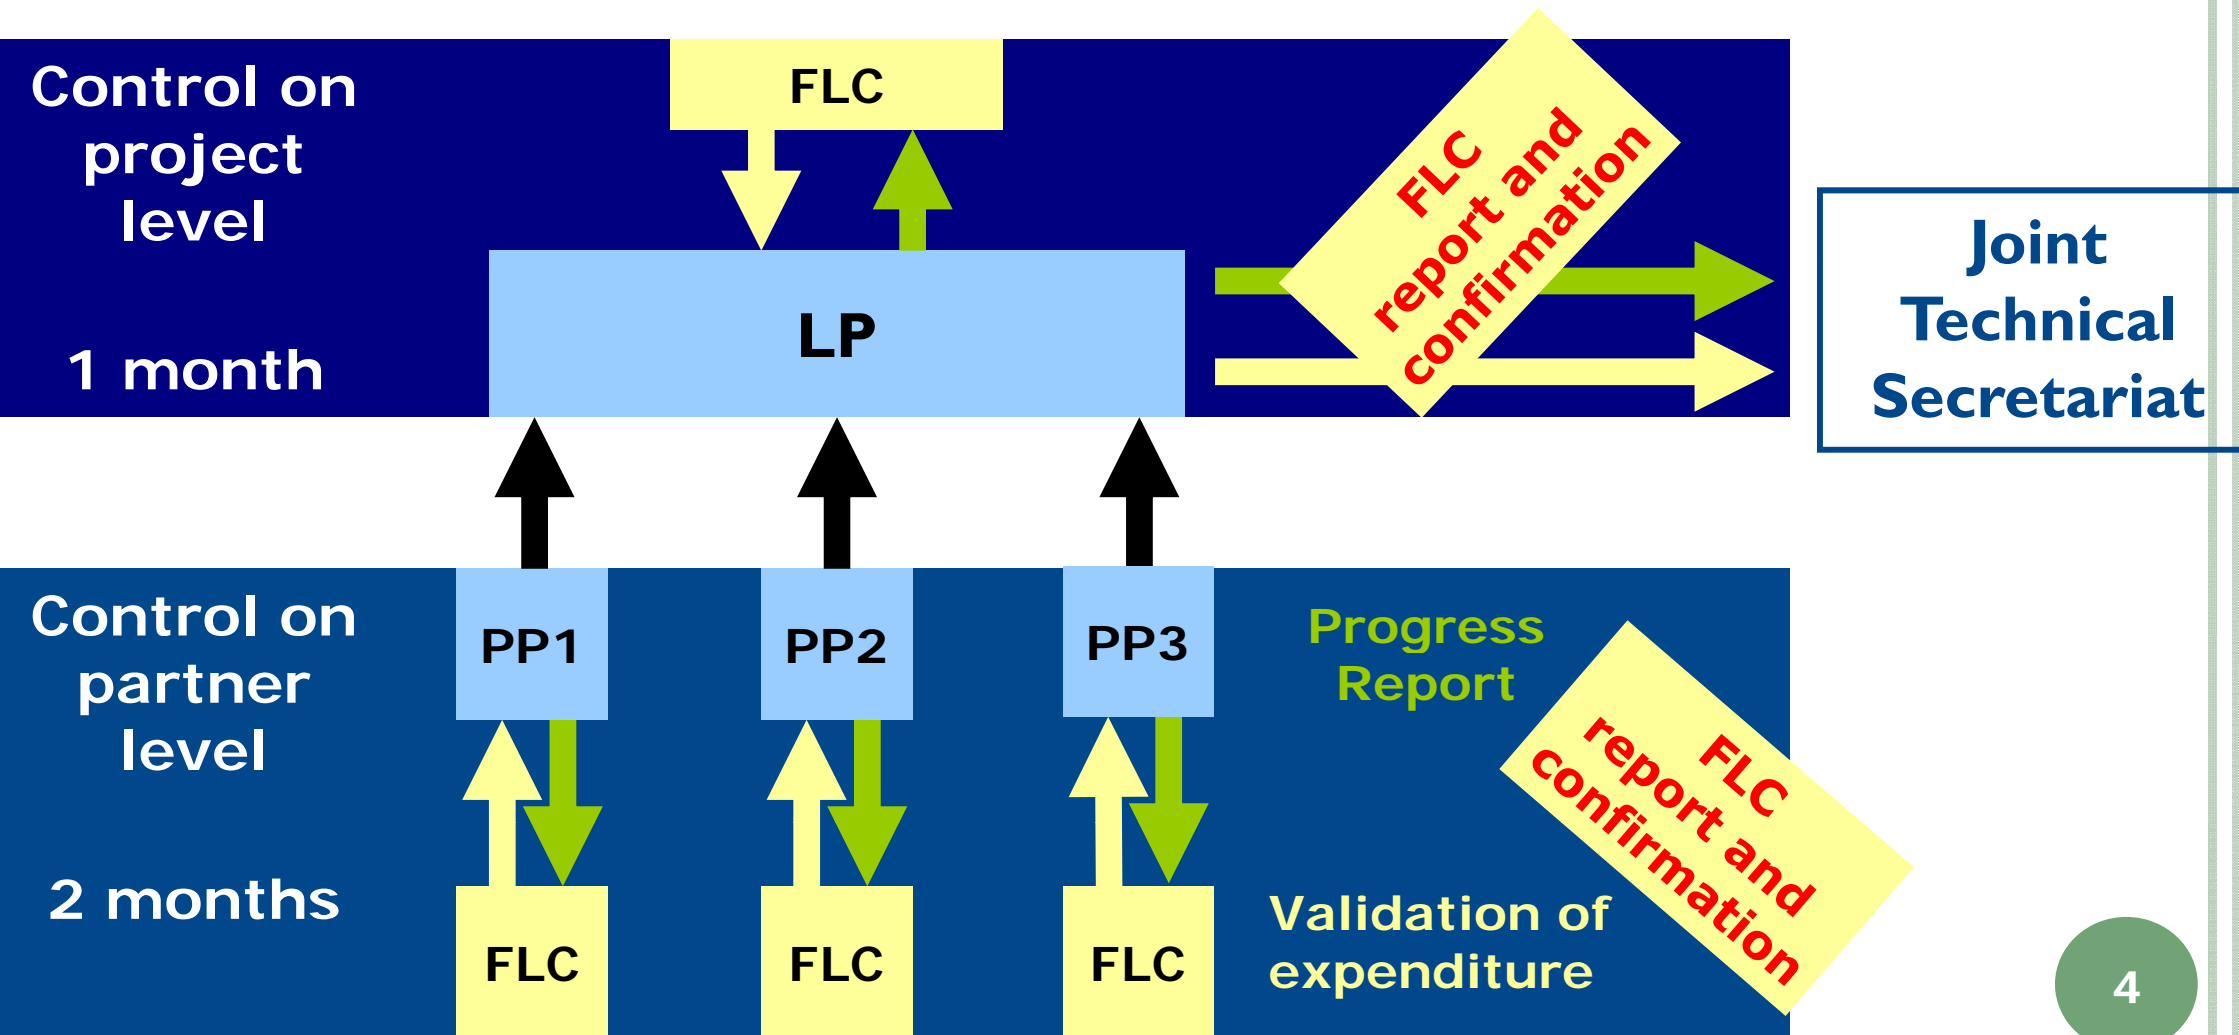 Control on
project
level
1 month
FLC
LP
FLC
report and
confirmation
Joint
Technical
Secretariat
Control on
partner
level
2 months
PP1
PP2
PP3
FLC
FLC
FLC
Progress
Report
Validation of
expenditure
FLC
report and
confirmation
4